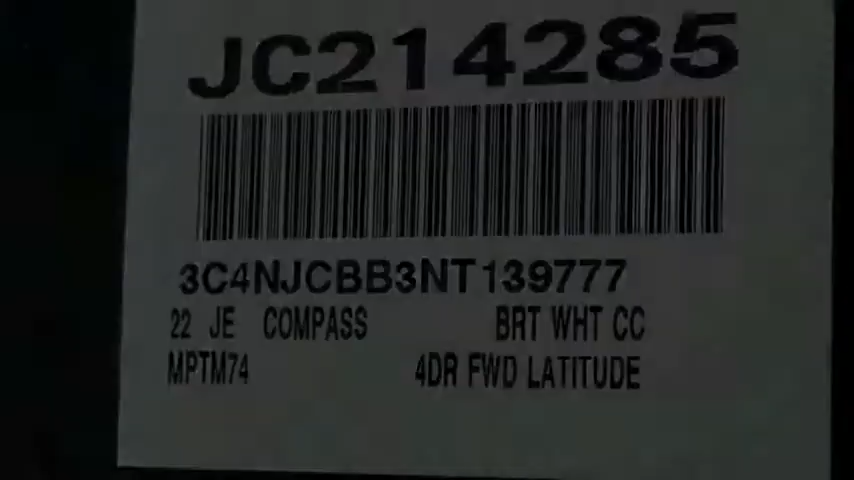 JC214285
3C4NJCBB3NT139777
22 JE COMPASS BRT WHT CC
MPTM74 4DR FWD LATITUDE